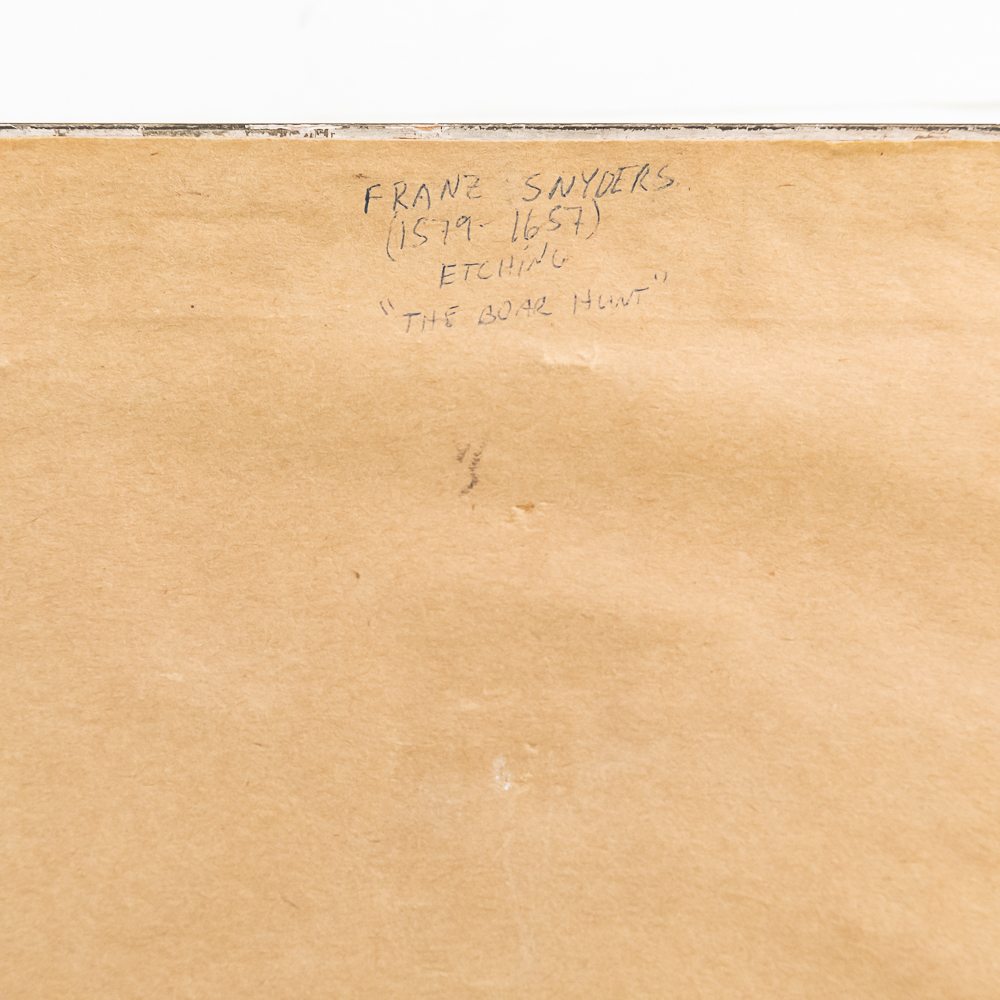 FRANZ SNYDERS
(1579-1657)
ETCHING
"THE BOAR HUNT"